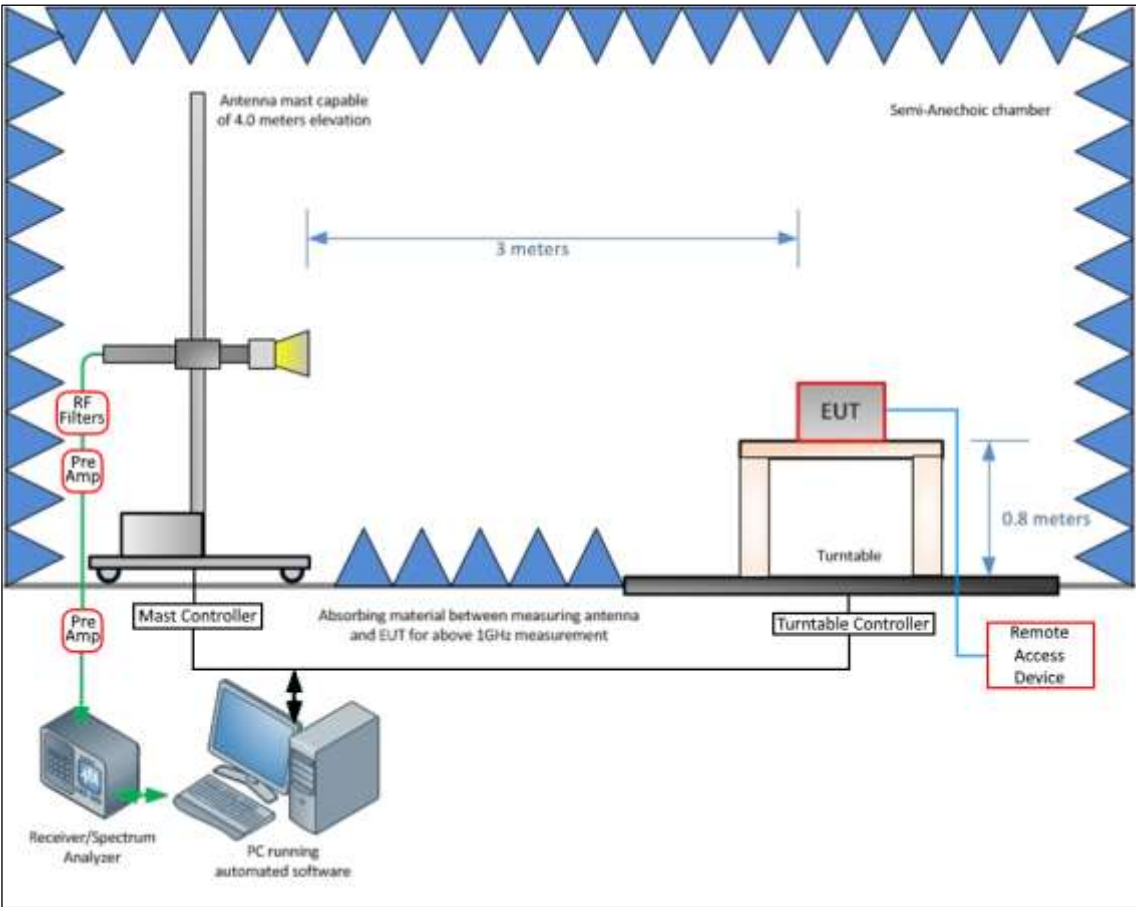 Antenna mast capable
of 4.0 meters elevation
Semi-Anechoic chamber
3 meters
RF
Filters
Pre
Amp
EUT
0.8 meters
Turntable
Mast Controller
Absorbing material between measuring antenna
and EUT for above 1GHz measurement
Turntable Controller
Pre
Amp
Remote
Access
Device
Receiver/Spectrum
Analyzer
PC running
automated software